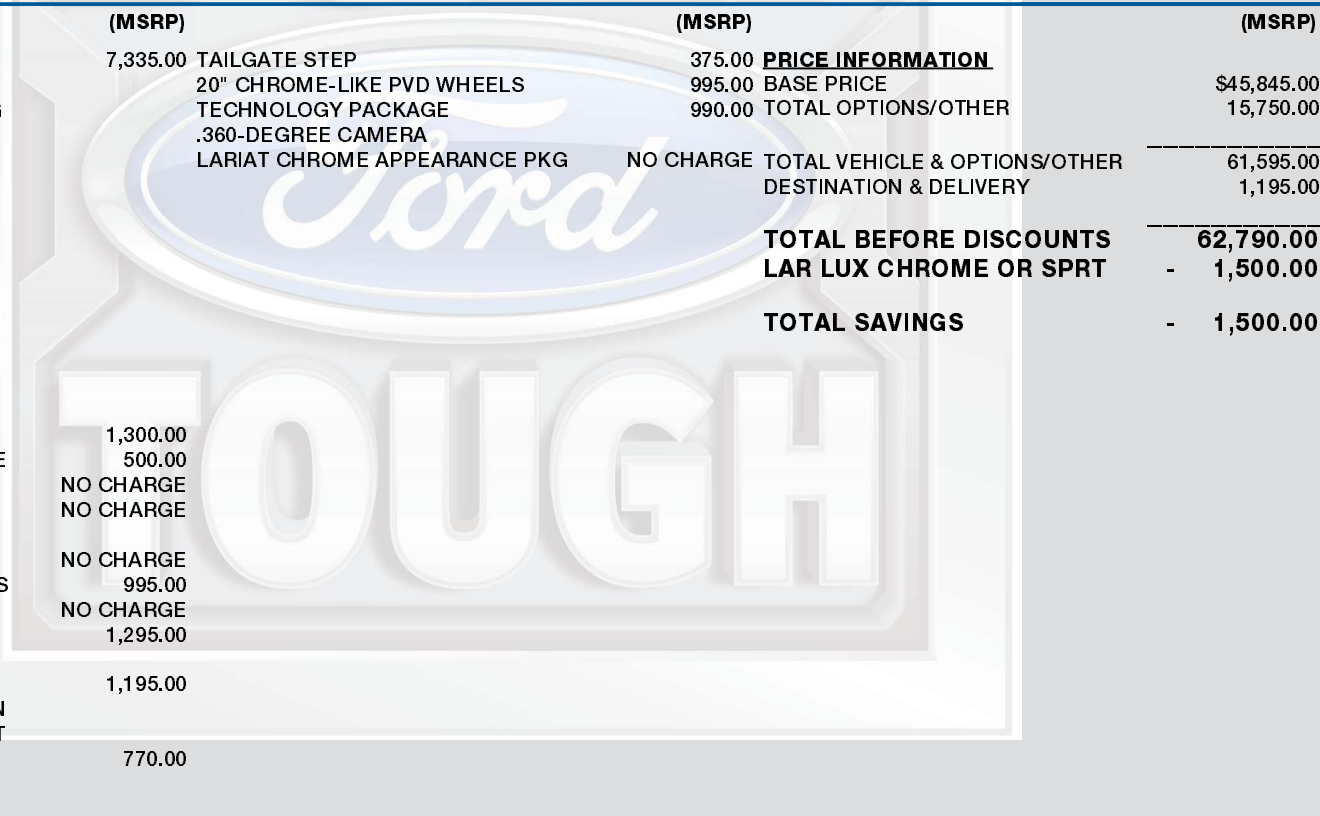 (MSRP) (MSRP) (MSRP)
7,335.00 TAILGATE STEP 375.00 PRICE INFORMATION
20" CHROME-LIKE PVD WHEELS 995.00 BASE PRICE $45,845.00
TECHNOLOGY PACKAGE 990.00 TOTAL OPTIONS/OTHER 15,750.00
.360-DEGREE CAMERA
LARIAT CHROME APPEARANCE PKG NO CHARGE TOTAL VEHICLE & OPTIONS/OTHER 61,595.00
DESTINATION & DELIVERY 1,195.00
Ford
TOTAL BEFORE DISCOUNTS 62,790.00
LAR LUX CHROME OR SPRT - 1,500.00
TOTAL SAVINGS - 1,500.00
TOUGH
1,300.00
E 500.00
NO CHARGE
NO CHARGE
NO CHARGE
S 995.00
NO CHARGE
1,295.00
1,195.00
N
T
770.00